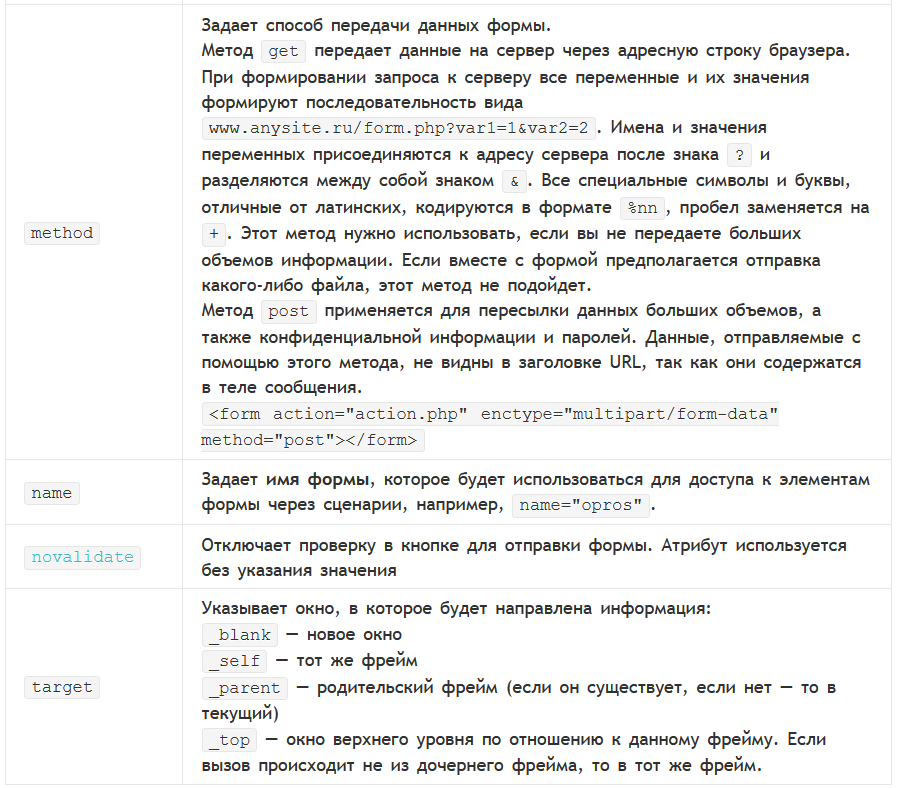 Задает способ передачи данных формы.
Метод get передает данные на сервер через адресную строку браузера.
При формировании запроса к серверу все переменные и их значения
формируют последовательность вида
www.anysite.ru/form.php?var1=1&var2=2. Имена и значения
переменных присоединяются к адресу сервера после знака ? и
разделяются между собой знаком &. Все специальные символы и буквы,
отличные от латинских, кодируются в формате %nn, пробел заменяется на
method
+. Этот метод нужно использовать, если вы не передаете больших
объемов информации. Если вместе с формой предполагается отправка
какого-либо файла, этот метод не подойдет.
Метод post применяется для пересылки данных больших объемов, а
также конфиденциальной информации и паролей. Данные, отправляемые с
помощью этого метода, не видны в заголовке URL, так как они содержатся
в теле сообщения.
<form action="action.php" enctype="multipart/form-data"
method="post"></form>
name
Задает имя формы, которое будет использоваться для доступа к элементам
формы через сценарии, например, name="opros".
novalidate
Отключает проверку в кнопке для отправки формы. Атрибут используется
без указания значения
target
Указывает окно, в которое будет направлена информация:
_blank — новое окно
_self — тот же фрейм
_parent — родительский фрейм (если он существует, если нет — то в
текущий)
_top — окно верхнего уровня по отношению к данному фрейму. Если
вызов происходит не из дочернего фрейма, то в тот же фрейм.